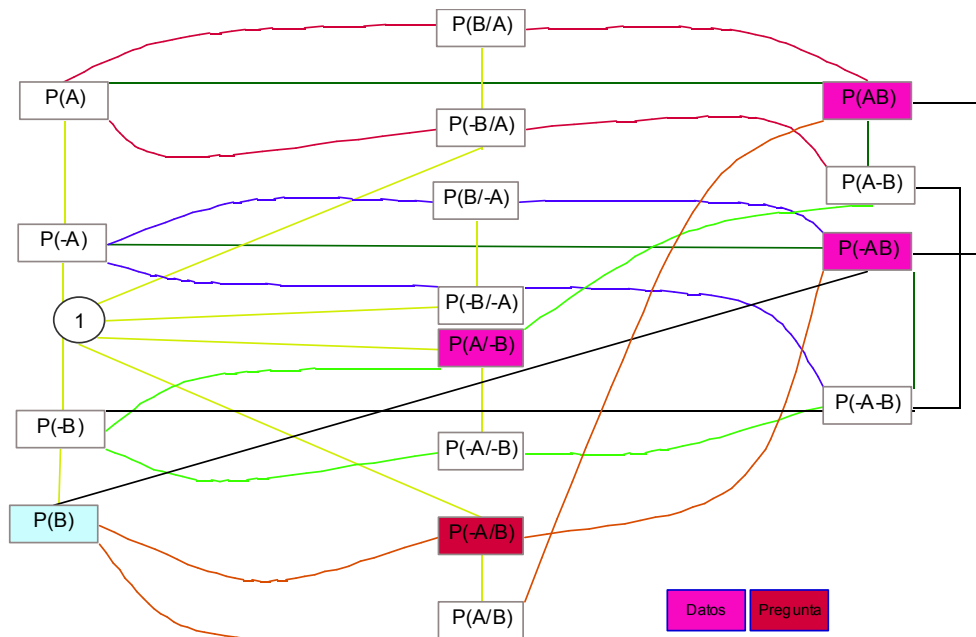 P(B/A)
P(A)
P(AB)
P(-B/A)
P(A-B)
P(B/-A)
P(-A)
P(-AB)
P(-B/-A)
1
P(A/-B)
P(-A-B)
P(-B)
P(-A/-B)
P(B)
P(-A/B)
P(A/B)
Datos
Pregunta